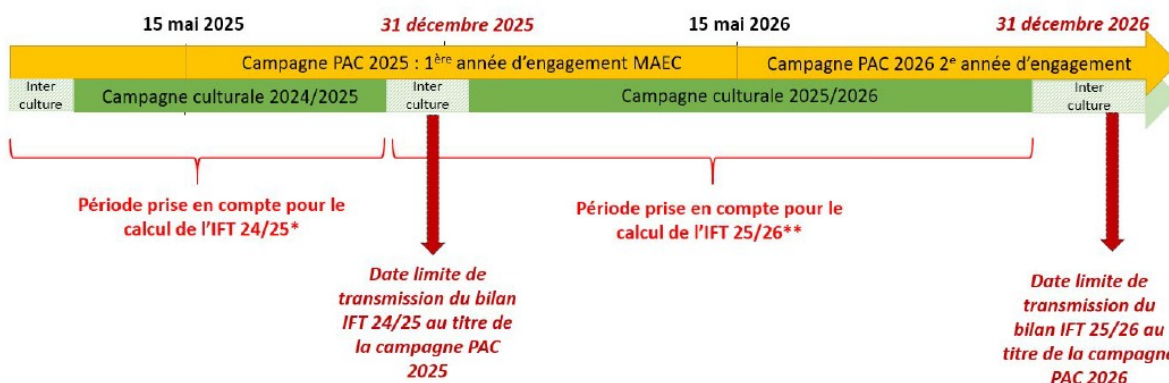 15 mai 2025
31 décembre 2025
15 mai 2026
31 décembre 2026
Campagne PAC 2025 : 1ère année d'engagement MAEC
Campagne PAC 2026 2e année d'engagement
Inter
culture
Campagne culturale 2024/2025
Inter
culture
Campagne culturale 2025/2026
Inter
culture
Période prise en compte pour le
calcul de l'IFT 24/25*
Période prise en compte pour le
calcul de l'IFT 25/26**
Date limite de
transmission du bilan
IFT 24/25 au titre de
la campagne PAC
2025
Date limite de
transmission du
bilan IFT 25/26 au
titre de la campagne
PAC 2026